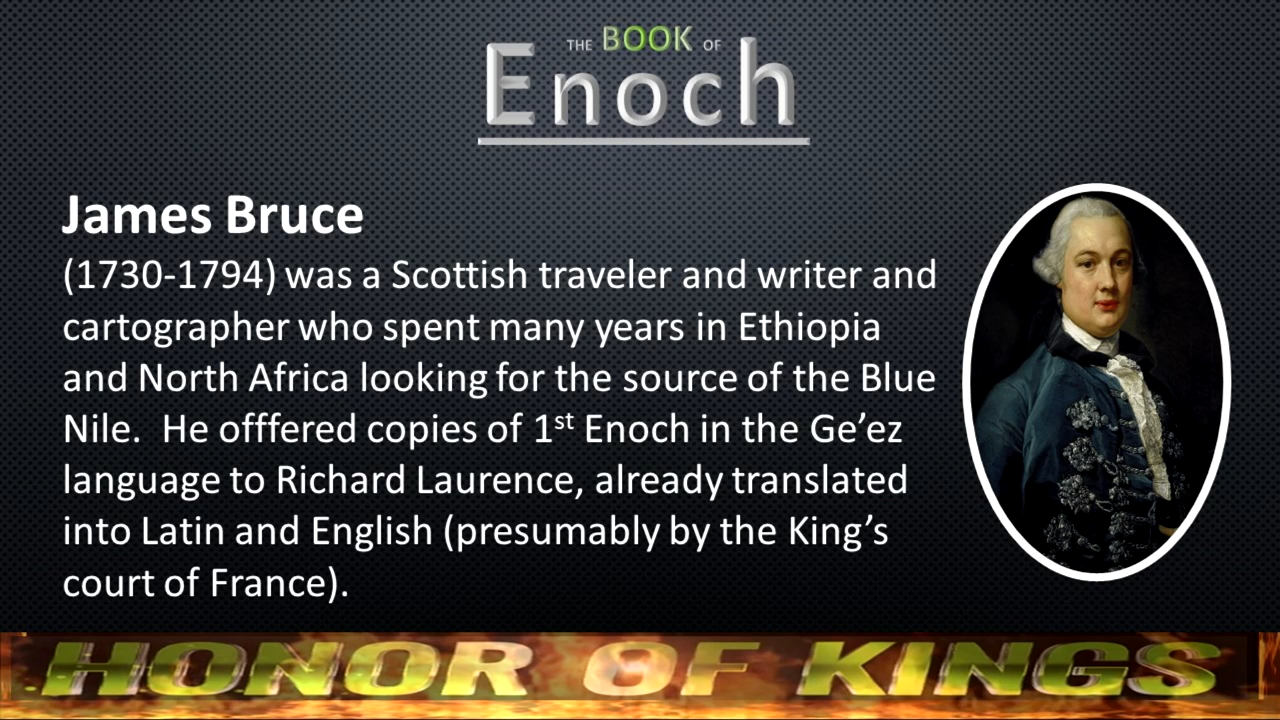 THE BOOK OF
Enoch
James Bruce
(1730-1794) was a Scottish traveler and writer and
cartographer who spent many years in Ethiopia
and North Africa looking for the source of the Blue
Nile.  He offfered copies of 1st Enoch in the Ge’ez
language to Richard Laurence, already translated
into Latin and English (presumably by the King’s
court of France).
HONOR OF KINGS